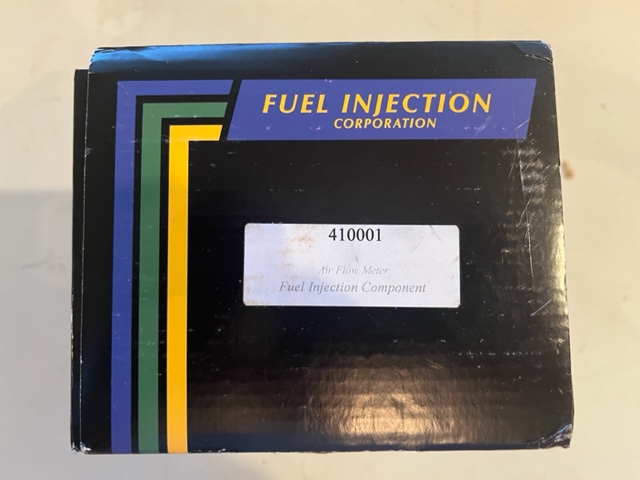 FUEL INJECTION
CORPORATION
410001
Air Flow Meter
Fuel Injection Component